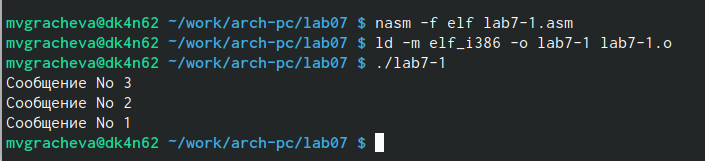 mvgracheva@dk4n62 ~/work/arch-pc/lab07 $ nasm -f elf lab7-1.asm
mvgracheva@dk4n62 ~/work/arch-pc/lab07 $ ld -m elf_i386 -o lab7-1 lab7-1.o
mvgracheva@dk4n62 ~/work/arch-pc/lab07 $ ./lab7-1
Сообщение No 3
Сообщение No 2
Сообщение No 1
mvgracheva@dk4n62 ~/work/arch-pc/lab07 $